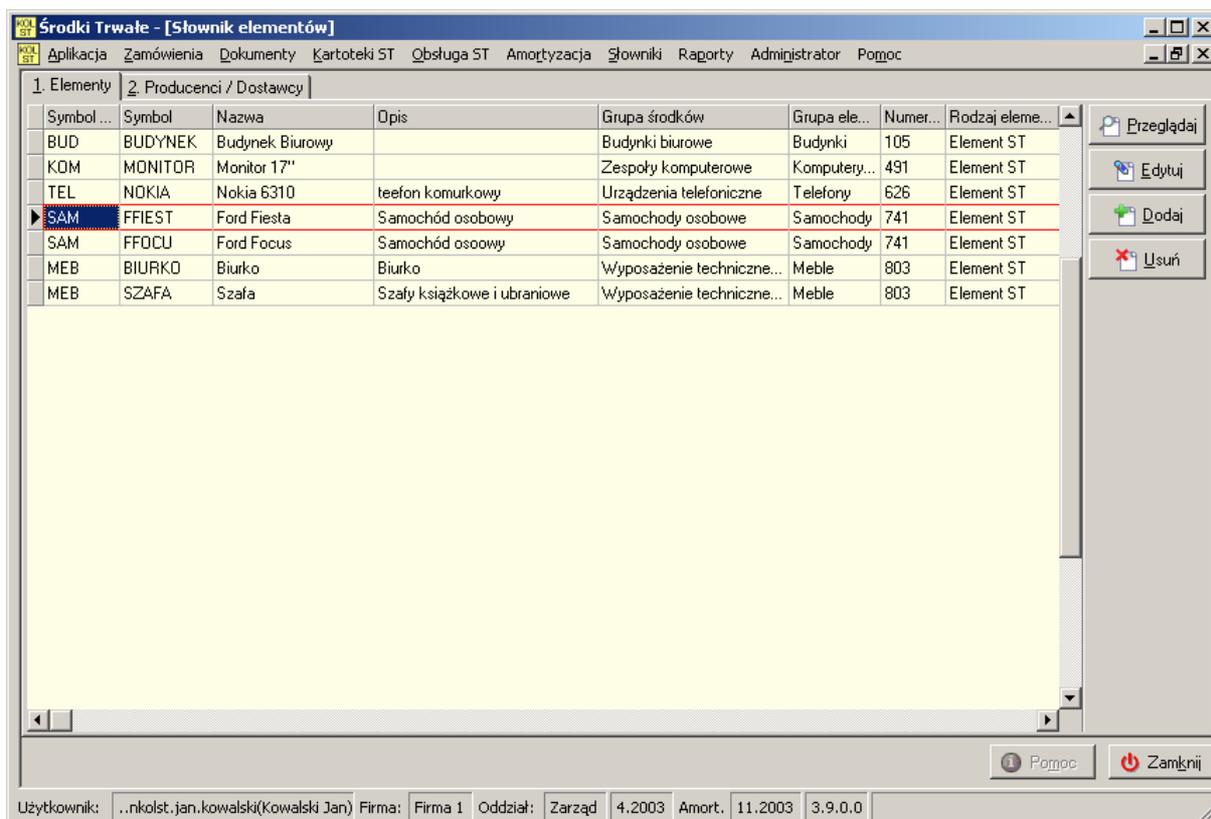 KOL ST Środki Trwałe - [Słownik elementów]
KOL ST Aplikacja Zamówienia Dokumenty Kartoteki ST Obsługa ST Amortyzacja Słowniki Raporty Administrator Pomoc
1. Elementy 2. Producenci / Dostawcy
Symbol ... Symbol Nazwa Opis Grupa środków Grupa ele... Numer... Rodzaj eleme...
BUD BUDYNEK Budynek Biurowy Budynki biurowe Budynki 105 Element ST
KOM MONITOR Monitor 17" Zespoły komputerowe Komputery... 491 Element ST
TEL NOKIA Nokia 6310 teefon komurkowy Urządzenia telefoniczne Telefony 626 Element ST
SAM FFIEST Ford Fiesta Samochód osobowy Samochody osobowe Samochody 741 Element ST
SAM FFOCU Ford Focus Samochód osoowy Samochody osobowe Samochody 741 Element ST
MEB BIURKO Biurko Biurko Wyposażenie techniczne... Meble 803 Element ST
MEB SZAFA Szafa Szafy książkowe i ubraniowe Wyposażenie techniczne... Meble 803 Element ST
Przeglądaj
Edytuj
Dodaj
Usuń
Pomoc Zamknij
Użytkownik: ..nkolst.jan.kowalski(Kowalski Jan) Firma: Firma 1 Oddział: Zarząd 4.2003 Amort. 11.2003 3.9.0.0